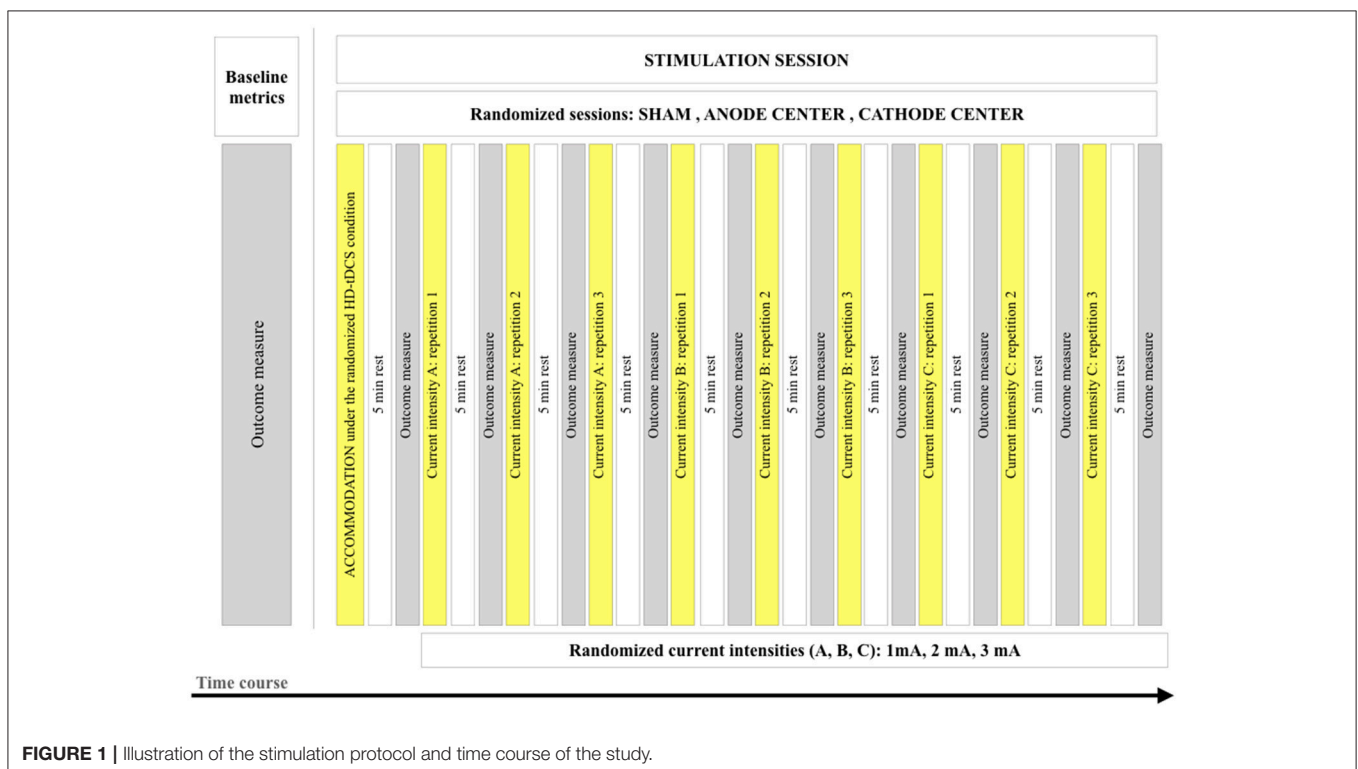 Baseline
metrics
STIMULATION SESSION
Randomized sessions: SHAM , ANODE CENTER , CATHODE CENTER
Outcome measure
ACCOMMODATION under the randomized HD-tDCS condition
5 min rest
Outcome measure
Current intensity A: repetition 1
5 min rest
Outcome measure
Current intensity A: repetition 2
5 min rest
Outcome measure
Current intensity A: repetition 3
5 min rest
Outcome measure
Current intensity B: repetition 1
5 min rest
Outcome measure
Current intensity B: repetition 2
5 min rest
Outcome measure
Current intensity B: repetition 3
5 min rest
Outcome measure
Current intensity C: repetition 1
5 min rest
Outcome measure
Current intensity C: repetition 2
5 min rest
Outcome measure
Current intensity C: repetition 3
5 min rest
Outcome measure
Randomized current intensities (A, B, C): 1mA, 2 mA, 3 mA
Time course
FIGURE 1 | Illustration of the stimulation protocol and time course of the study.